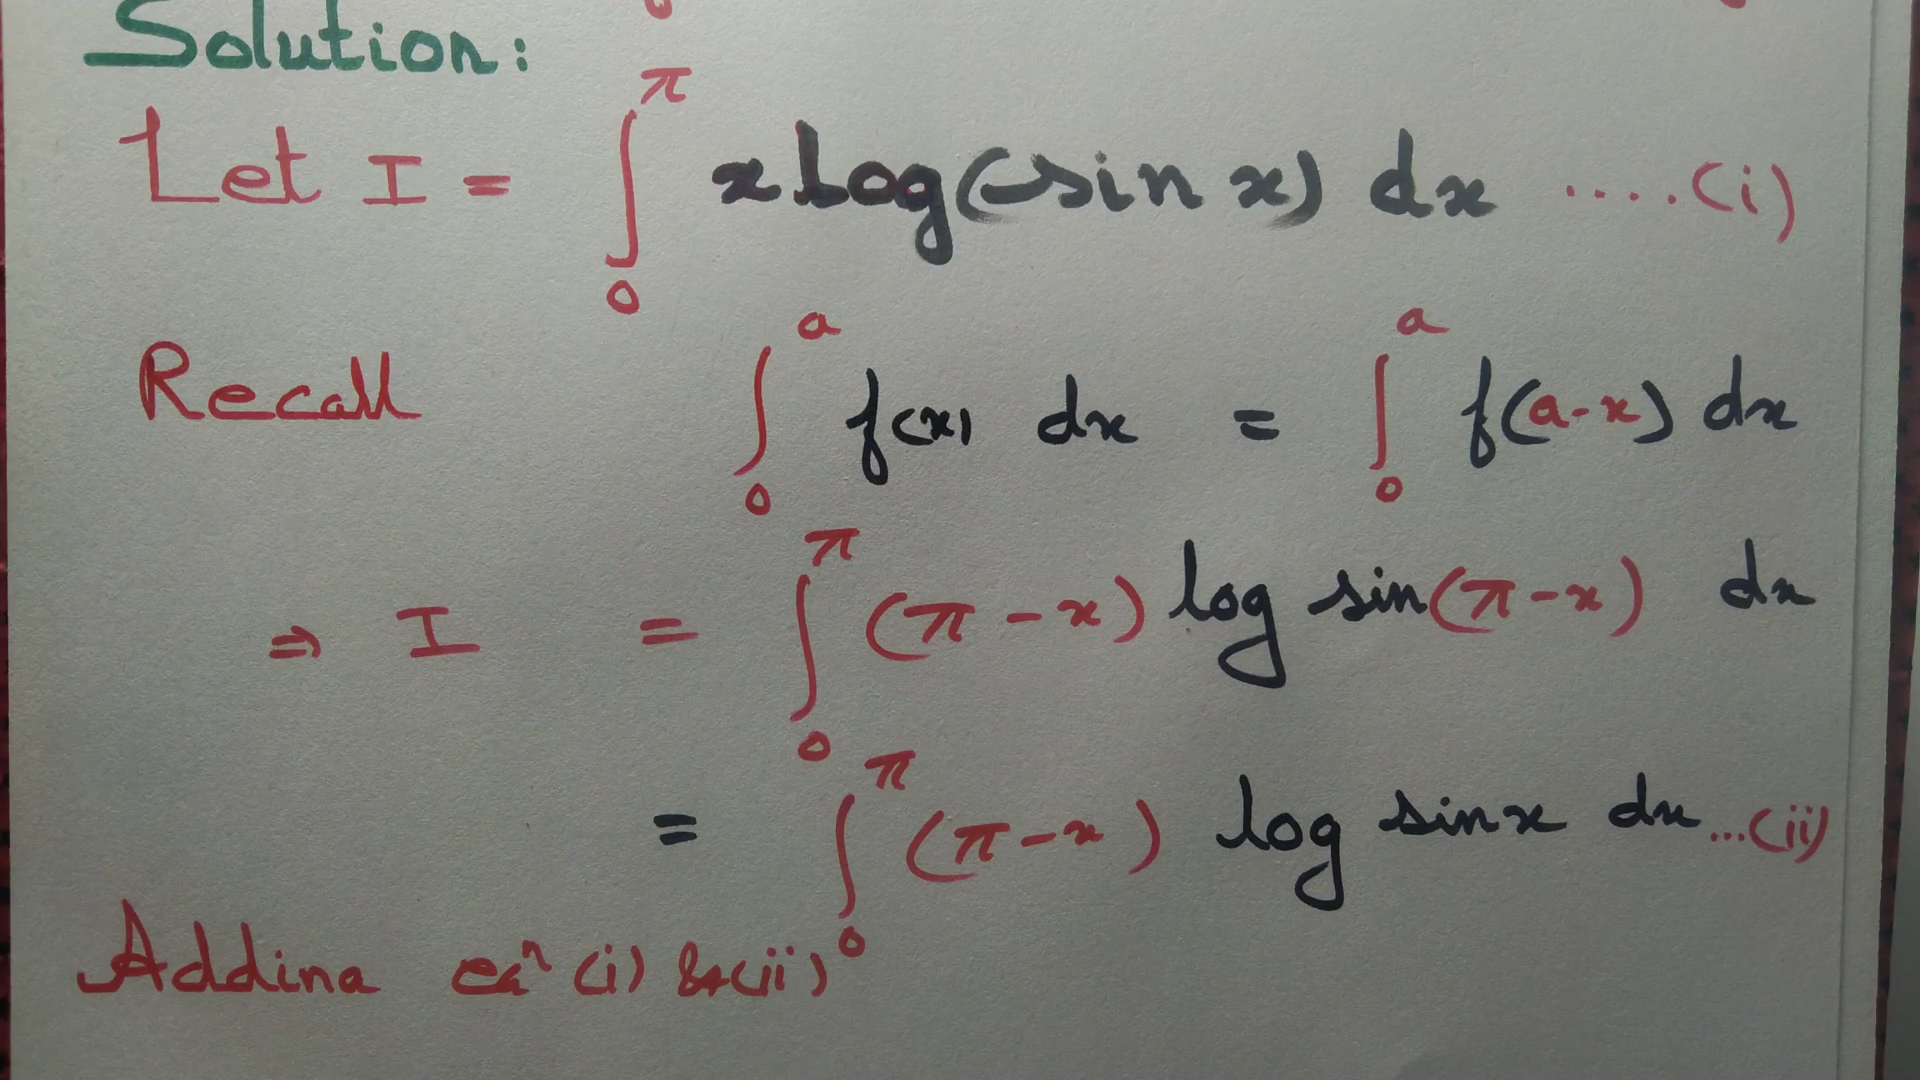 Solution:
Let I = ∫₀^π x log(sin x) dx ....(i)
Recall ∫₀^a f(x) dx = ∫₀^a f(a-x) dx
⇒ I = ∫₀^π (π-x) log sin(π-x) dx
= ∫₀^π (π-x) log sinx dx ...(ii)
Adding eqⁿ (i) & (ii)